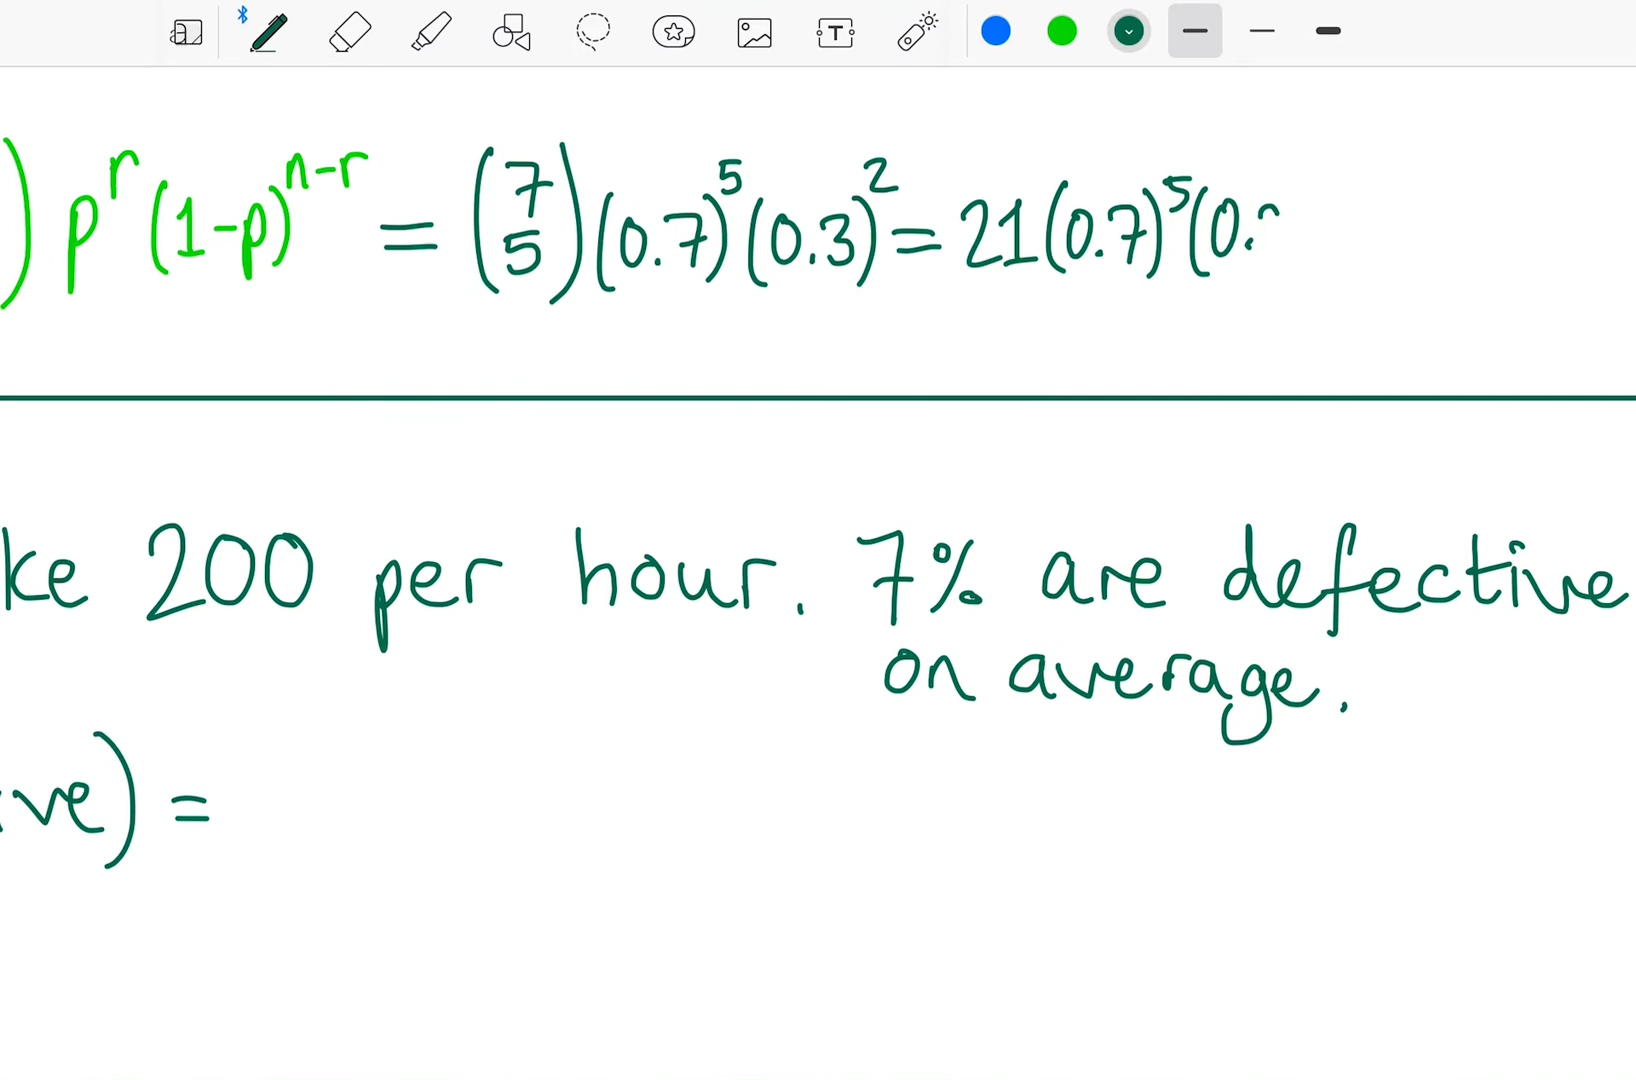 ) p^r (1-p)^{n-r} = (7 5) (0.7)^5 (0.3)^2 = 21(0.7)^5 (0.
ke 200 per hour. 7% are defective
on average.
ve) =